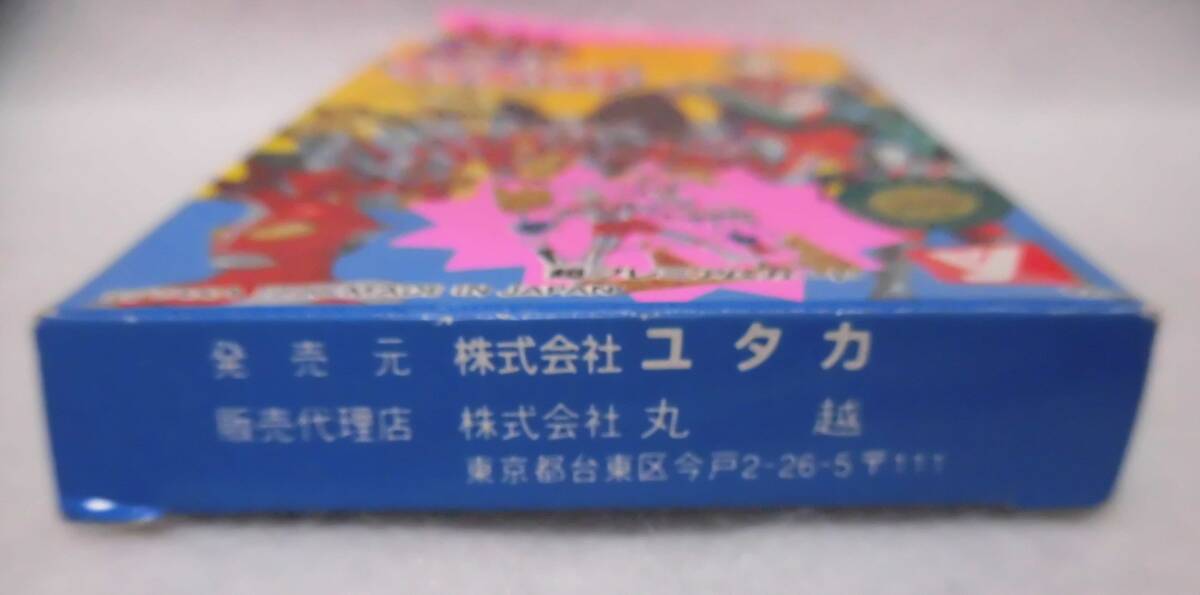 MADE IN JAPAN
発売元 株式会社ユタカ
販売代理店 株式会社丸越
東京都台東区今戸2-26-5〒111